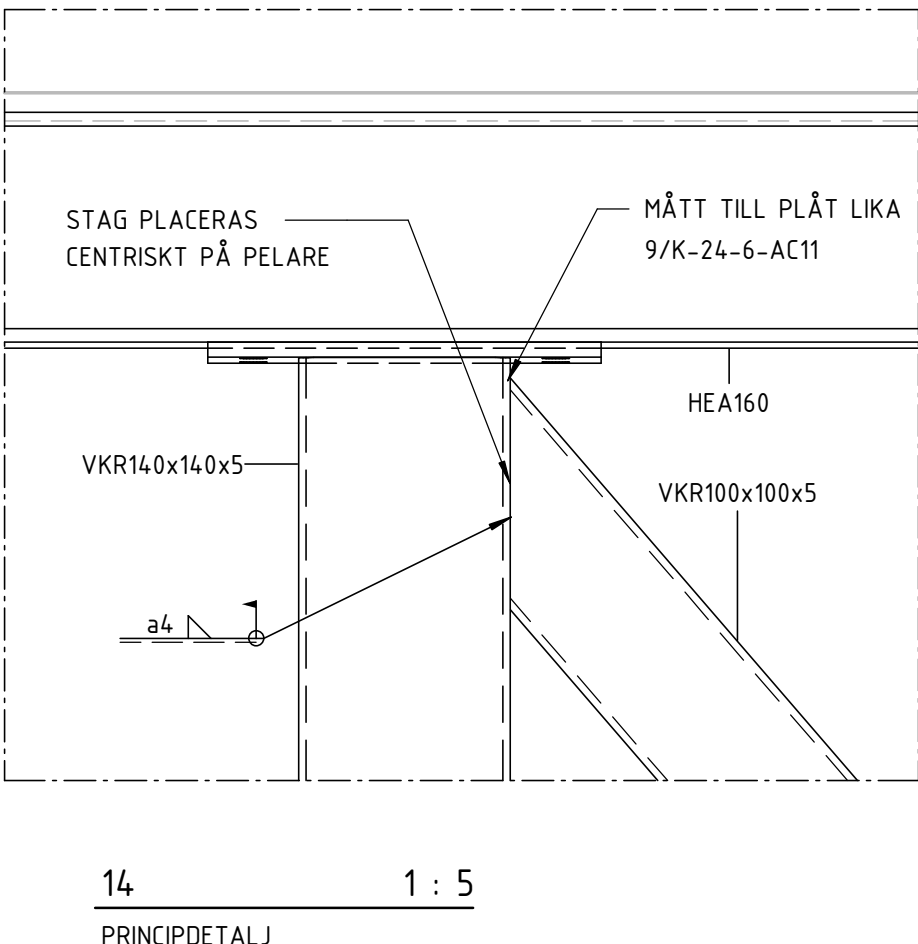 STAG PLACERAS
CENTRISKT PÅ PELARE
MÅTT TILL PLÅT LIKA
9/K-24-6-AC11
HEA160
VKR140x140x5
VKR100x100x5
a4
14 1 : 5
PRINCIPDETALJ